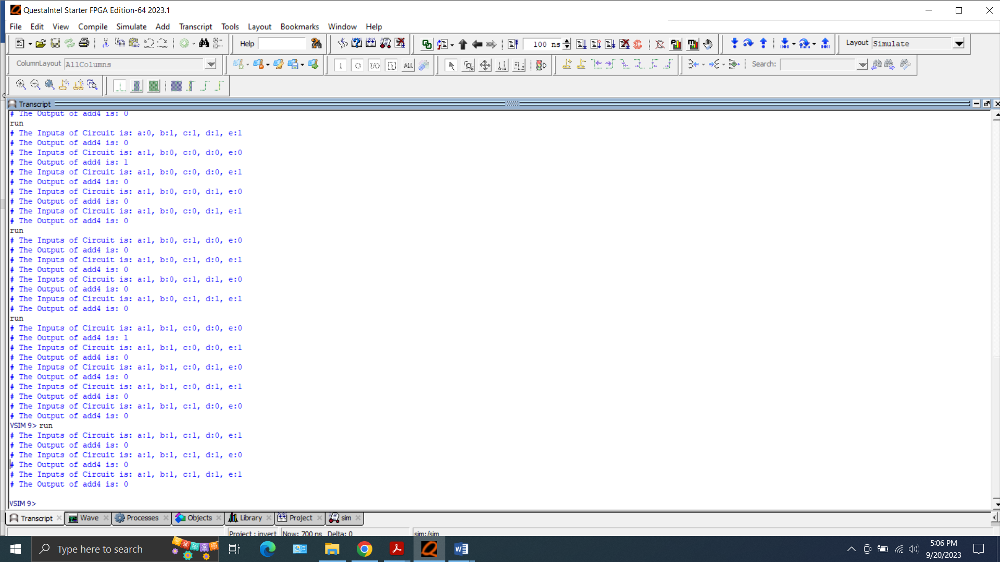 QuestaIntel Starter FPGA Edition-64 2023.1
File Edit View Compile Simulate Add Transcript Tools Layout Bookmarks Window Help
Help 100 ns Layout Simulate
ColumnLayout AllColumns ALL Search:
Transcript
# The Output of add4 is: 0
run
# The Inputs of Circuit is: a:0, b:1, c:1, d:1, e:1
# The Output of add4 is: 0
# The Inputs of Circuit is: a:1, b:0, c:0, d:0, e:0
# The Output of add4 is: 1
# The Inputs of Circuit is: a:1, b:0, c:0, d:0, e:1
# The Output of add4 is: 0
# The Inputs of Circuit is: a:1, b:0, c:0, d:1, e:0
# The Output of add4 is: 0
# The Inputs of Circuit is: a:1, b:0, c:0, d:1, e:1
# The Output of add4 is: 0
run
# The Inputs of Circuit is: a:1, b:0, c:1, d:0, e:0
# The Output of add4 is: 0
# The Inputs of Circuit is: a:1, b:0, c:1, d:0, e:1
# The Output of add4 is: 0
# The Inputs of Circuit is: a:1, b:0, c:1, d:1, e:0
# The Output of add4 is: 0
# The Inputs of Circuit is: a:1, b:0, c:1, d:1, e:1
# The Output of add4 is: 0
run
# The Inputs of Circuit is: a:1, b:1, c:0, d:0, e:0
# The Output of add4 is: 1
# The Inputs of Circuit is: a:1, b:1, c:0, d:0, e:1
# The Output of add4 is: 0
# The Inputs of Circuit is: a:1, b:1, c:0, d:1, e:0
# The Output of add4 is: 0
# The Inputs of Circuit is: a:1, b:1, c:0, d:1, e:1
# The Output of add4 is: 0
# The Inputs of Circuit is: a:1, b:1, c:1, d:0, e:0
# The Output of add4 is: 0
VSIM 9> run
# The Inputs of Circuit is: a:1, b:1, c:1, d:0, e:1
# The Output of add4 is: 0
# The Inputs of Circuit is: a:1, b:1, c:1, d:1, e:0
# The Output of add4 is: 0
# The Inputs of Circuit is: a:1, b:1, c:1, d:1, e:1
# The Output of add4 is: 0
VSIM 9>
Transcript Wave Processes Objects Library Project sim
Project : invert Now: 700 ns Delta: 0 sim:/sim
Type here to search
5:06 PM
9/20/2023